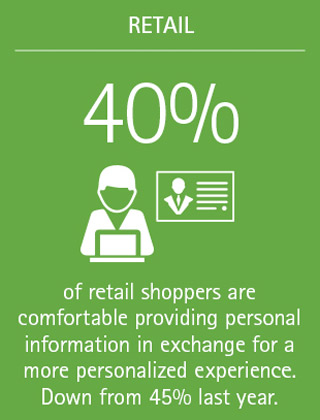 RETAIL
40%
of retail shoppers are
comfortable providing personal
information in exchange for a
more personalized experience.
Down from 45% last year.